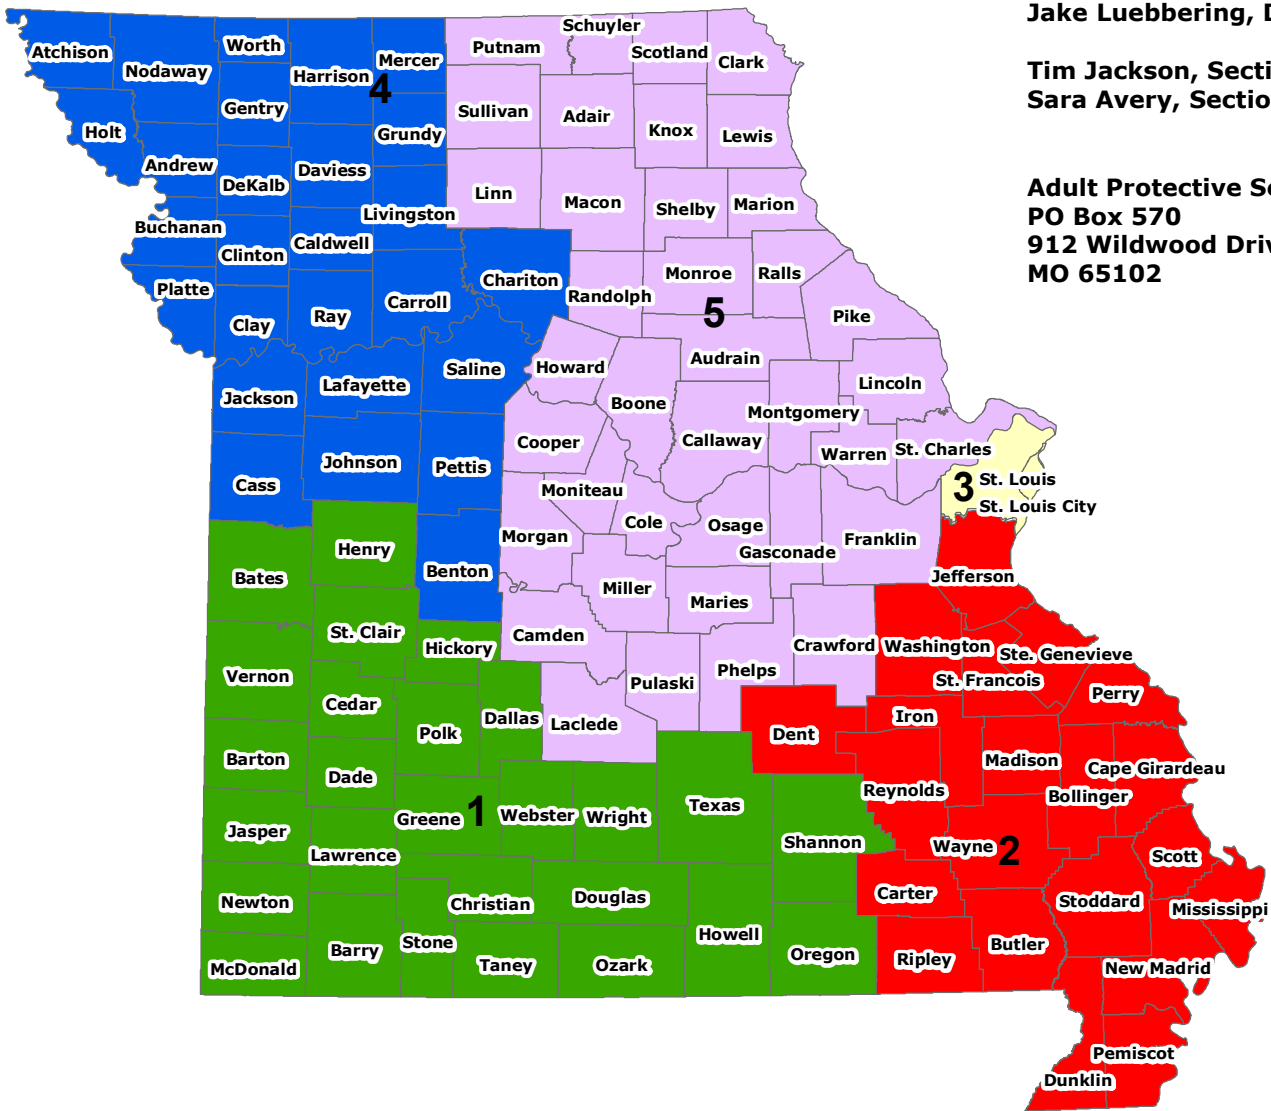 Jake Luebbering, D
Tim Jackson, Secti
Sara Avery, Sectio
Adult Protective Se
PO Box 570
912 Wildwood Driv
MO 65102
Schuyler
Atchison
Worth
Putnam
Scotland
Clark
Nodaway
Harrison
Mercer
4
Gentry
Sullivan
Adair
Knox
Lewis
Holt
Grundy
Andrew
DeKalb
Daviess
Linn
Macon
Shelby
Marion
Livingston
Buchanan
Clinton
Caldwell
Chariton
Monroe
Ralls
Platte
Carroll
Randolph
Clay
Ray
5
Pike
Audrain
Saline
Howard
Jackson
Lafayette
Lincoln
Boone
Montgomery
Cooper
Callaway
Warren
St. Charles
Cass
Johnson
Pettis
Moniteau
3
St. Louis
St. Louis City
Cole
Osage
Morgan
Gasconade
Franklin
Henry
Bates
Benton
Jefferson
Miller
Maries
St. Clair
Hickory
Camden
Crawford
Washington
Ste. Genevieve
Vernon
Pulaski
Phelps
St. Francois
Perry
Cedar
Dallas
Laclede
Iron
Polk
Dent
Barton
Dade
Madison
Cape Girardeau
Reynolds
Bollinger
Jasper
Greene
1
Webster
Wright
Texas
Shannon
Wayne
2
Lawrence
Scott
Newton
Christian
Douglas
Carter
Stoddard
Mississippi
Barry
Stone
Howell
Butler
McDonald
Taney
Ozark
Oregon
Ripley
New Madrid
Pemiscot
Dunklin